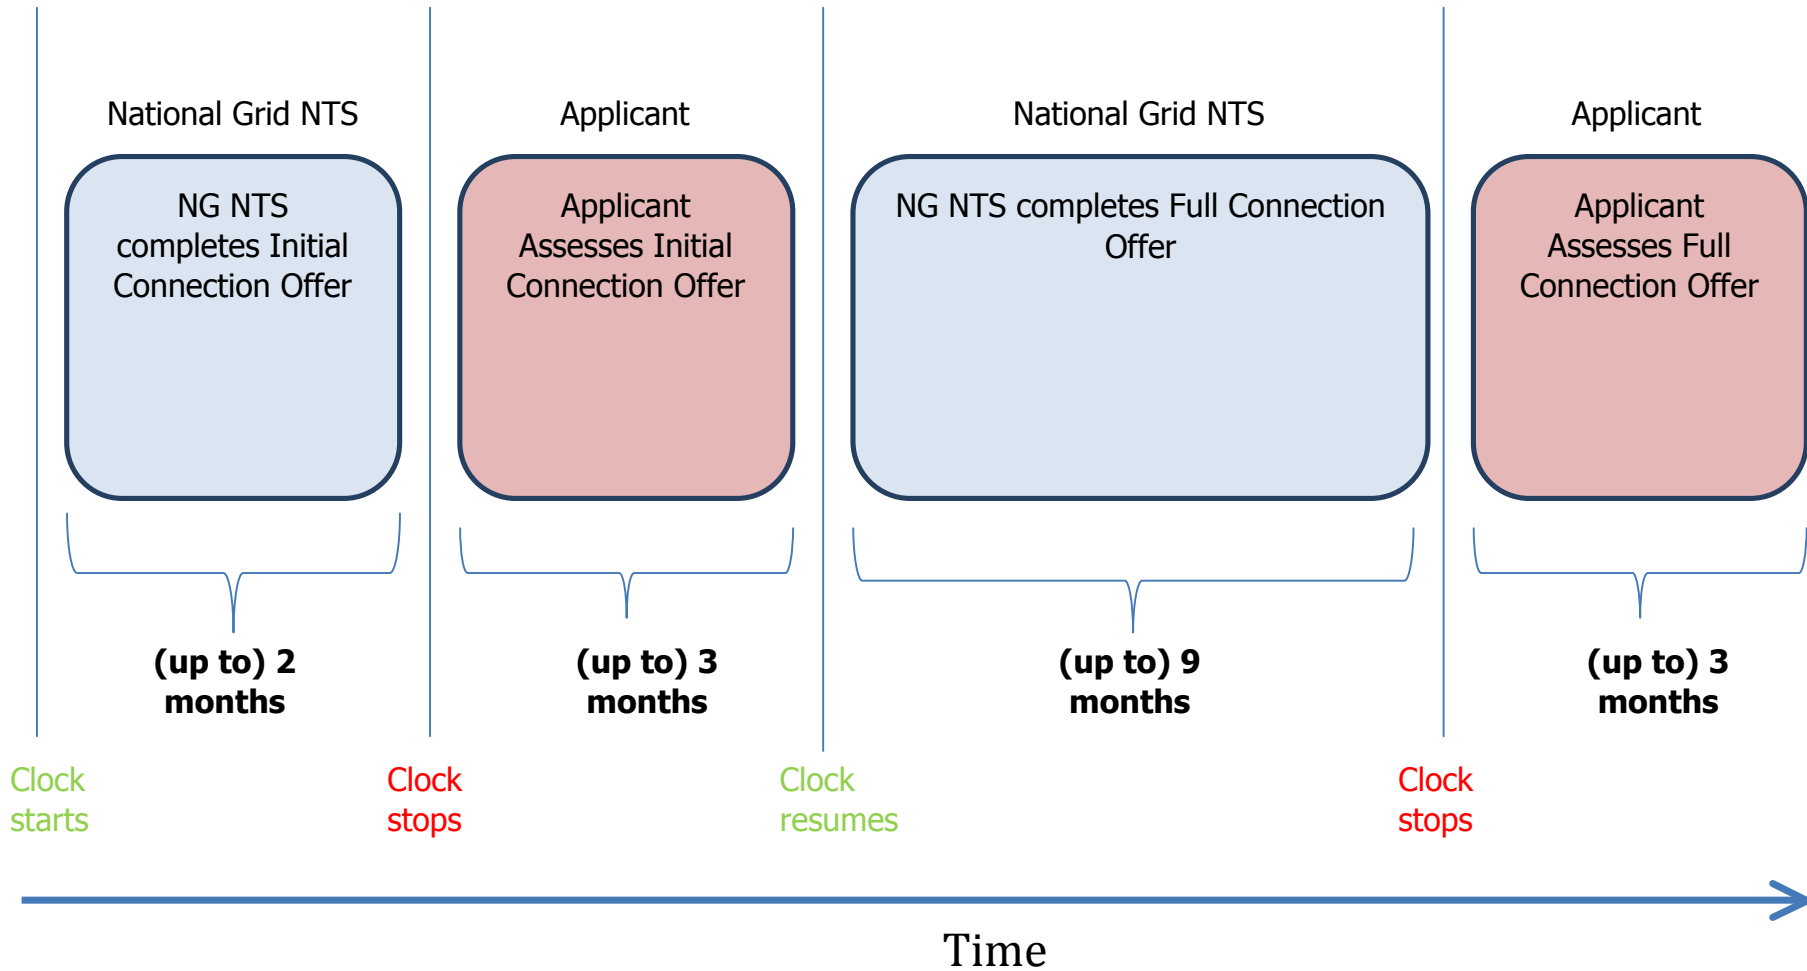 National Grid NTS
NG NTS
completes Initial
Connection Offer
(up to) 2
months
Applicant
Applicant
Assesses Initial
Connection Offer
(up to) 3
months
National Grid NTS
NG NTS completes Full Connection
Offer
(up to) 9
months
Applicant
Applicant
Assesses Full
Connection Offer
(up to) 3
months
Clock
starts
Clock
stops
Clock
resumes
Clock
stops
Time